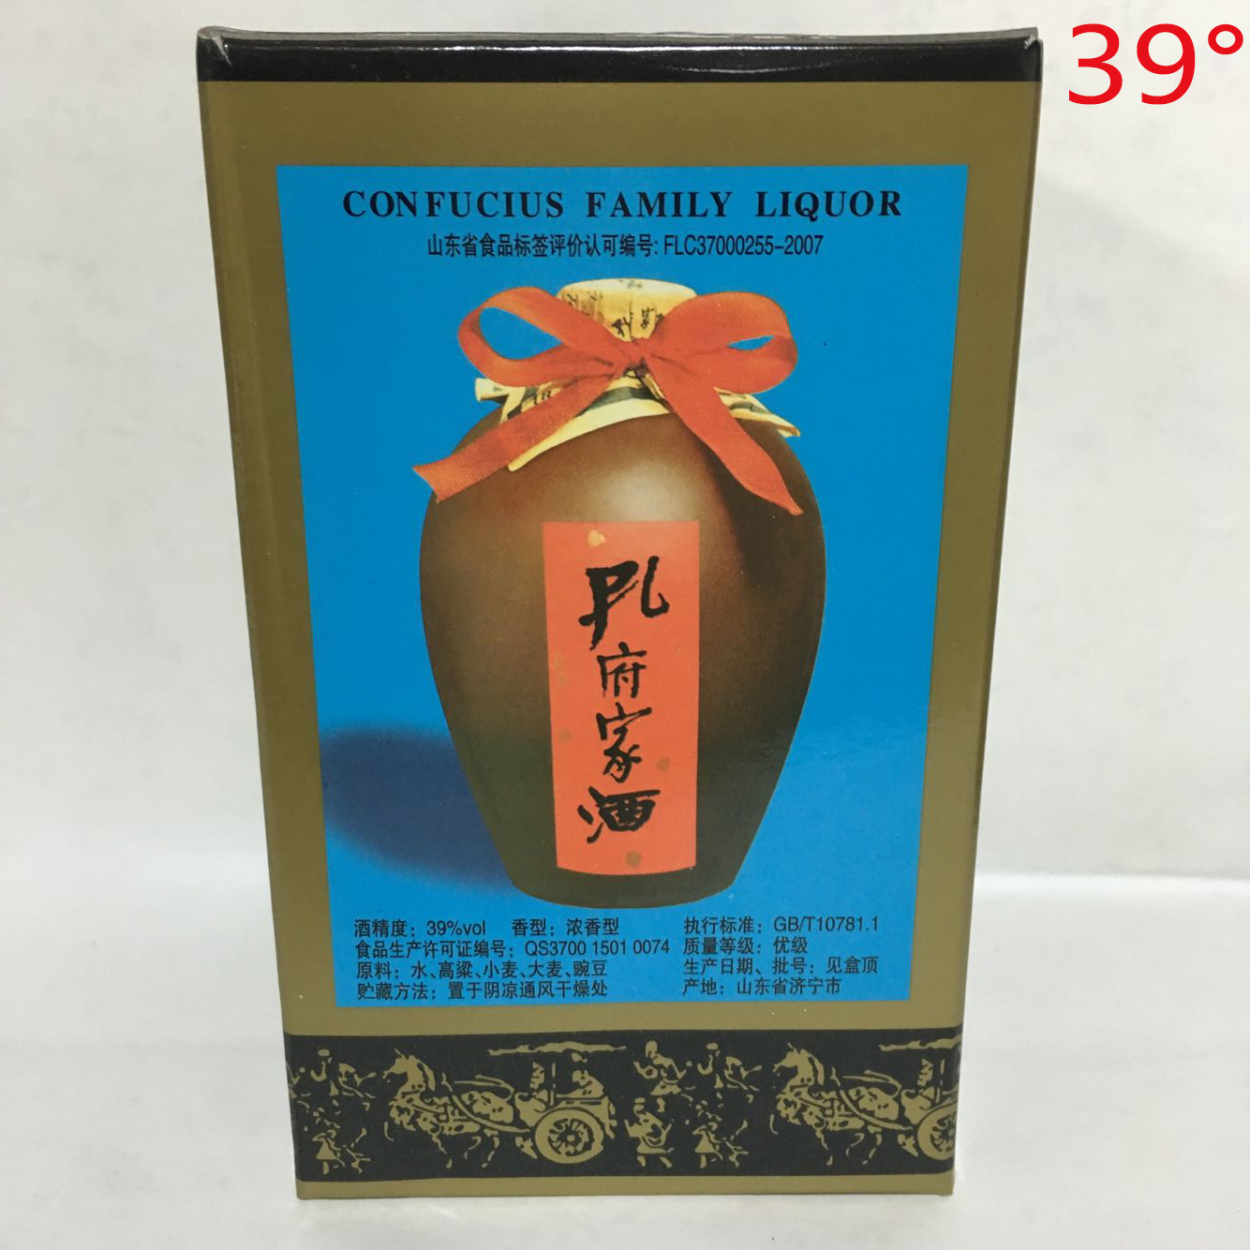 39°
CONFUCIUS FAMILY LIQUOR
山东省食品标签评价认可编号: FLC37000255-2007
孔
府
家
酒
酒精度：39%vol 香型：浓香型
食品生产许可证编号：QS3700 1501 0074
原料：水、高粱、小麦、大麦、豌豆
贮藏方法：置于阴凉通风干燥处
执行标准：GB/T10781.1
质量等级：优级
生产日期、批号：见盒顶
产地：山东省济宁市